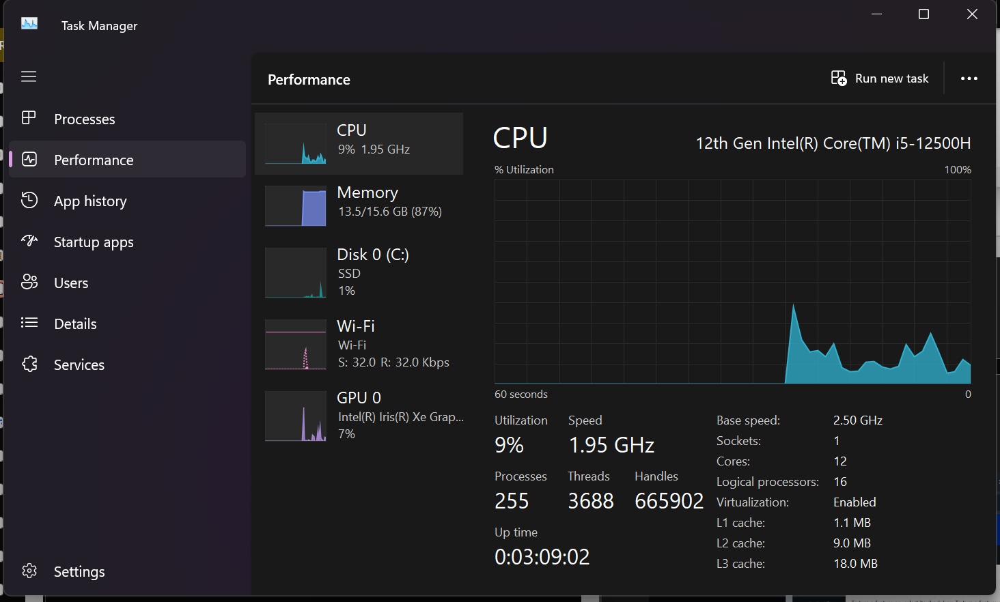 Task Manager
Performance
Run new task
Processes
Performance
App history
Startup apps
Users
Details
Services
Settings
CPU
9% 1.95 GHz
Memory
13.5/15.6 GB (87%)
Disk 0 (C:)
SSD
1%
Wi-Fi
Wi-Fi
S: 32.0 R: 32.0 Kbps
GPU 0
Intel(R) Iris(R) Xe Grap...
7%
CPU
12th Gen Intel(R) Core(TM) i5-12500H
% Utilization
100%
60 seconds
0
Utilization
Speed
9%
1.95 GHz
Processes
Threads
Handles
255
3688
665902
Up time
0:03:09:02
Base speed: 2.50 GHz
Sockets: 1
Cores: 12
Logical processors: 16
Virtualization: Enabled
L1 cache: 1.1 MB
L2 cache: 9.0 MB
L3 cache: 18.0 MB